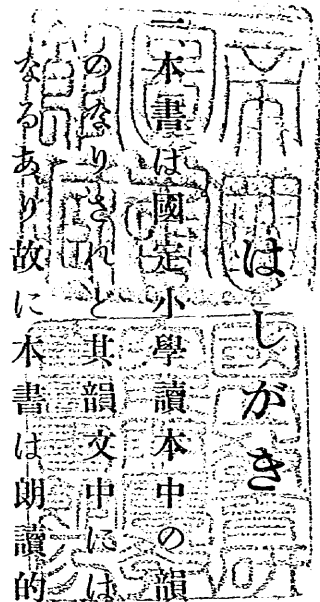 はしがき
一、本書は國定小學讀本中の韻
のなりされど其韻文中には
なるあり故に本書は朗讀的